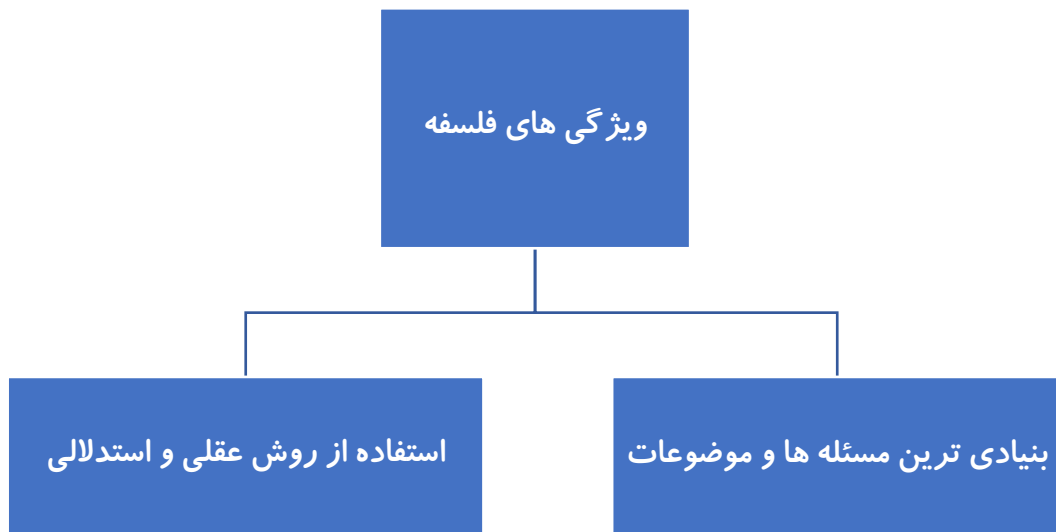 ویژگی های فلسفه
بنیادی ترین مسئله ها و موضوعات
استفاده از روش عقلی و استدلالی